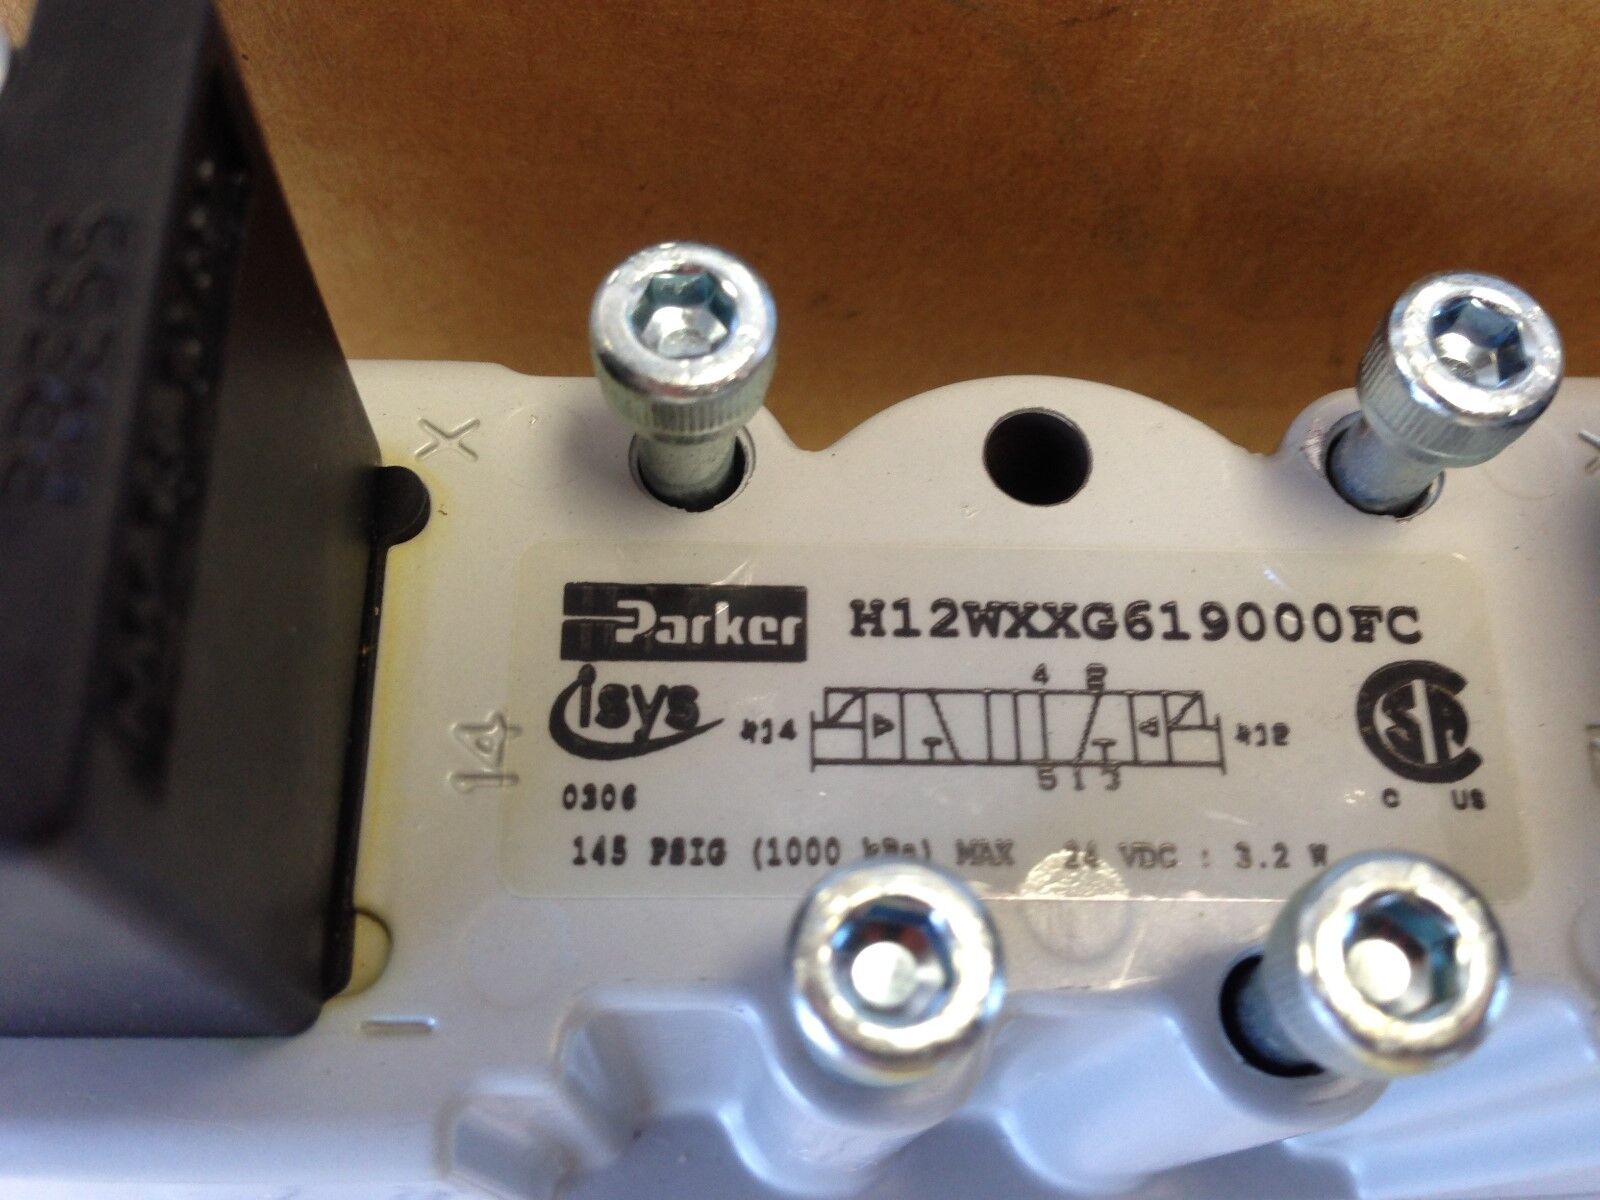 PRESS
X
Parker H12WXXG619000FC
isys
4 2
#14 #12
5 1 3
14
0306
C US
145 PSIG (1000 kPa) MAX 24 VDC : 3.2 W